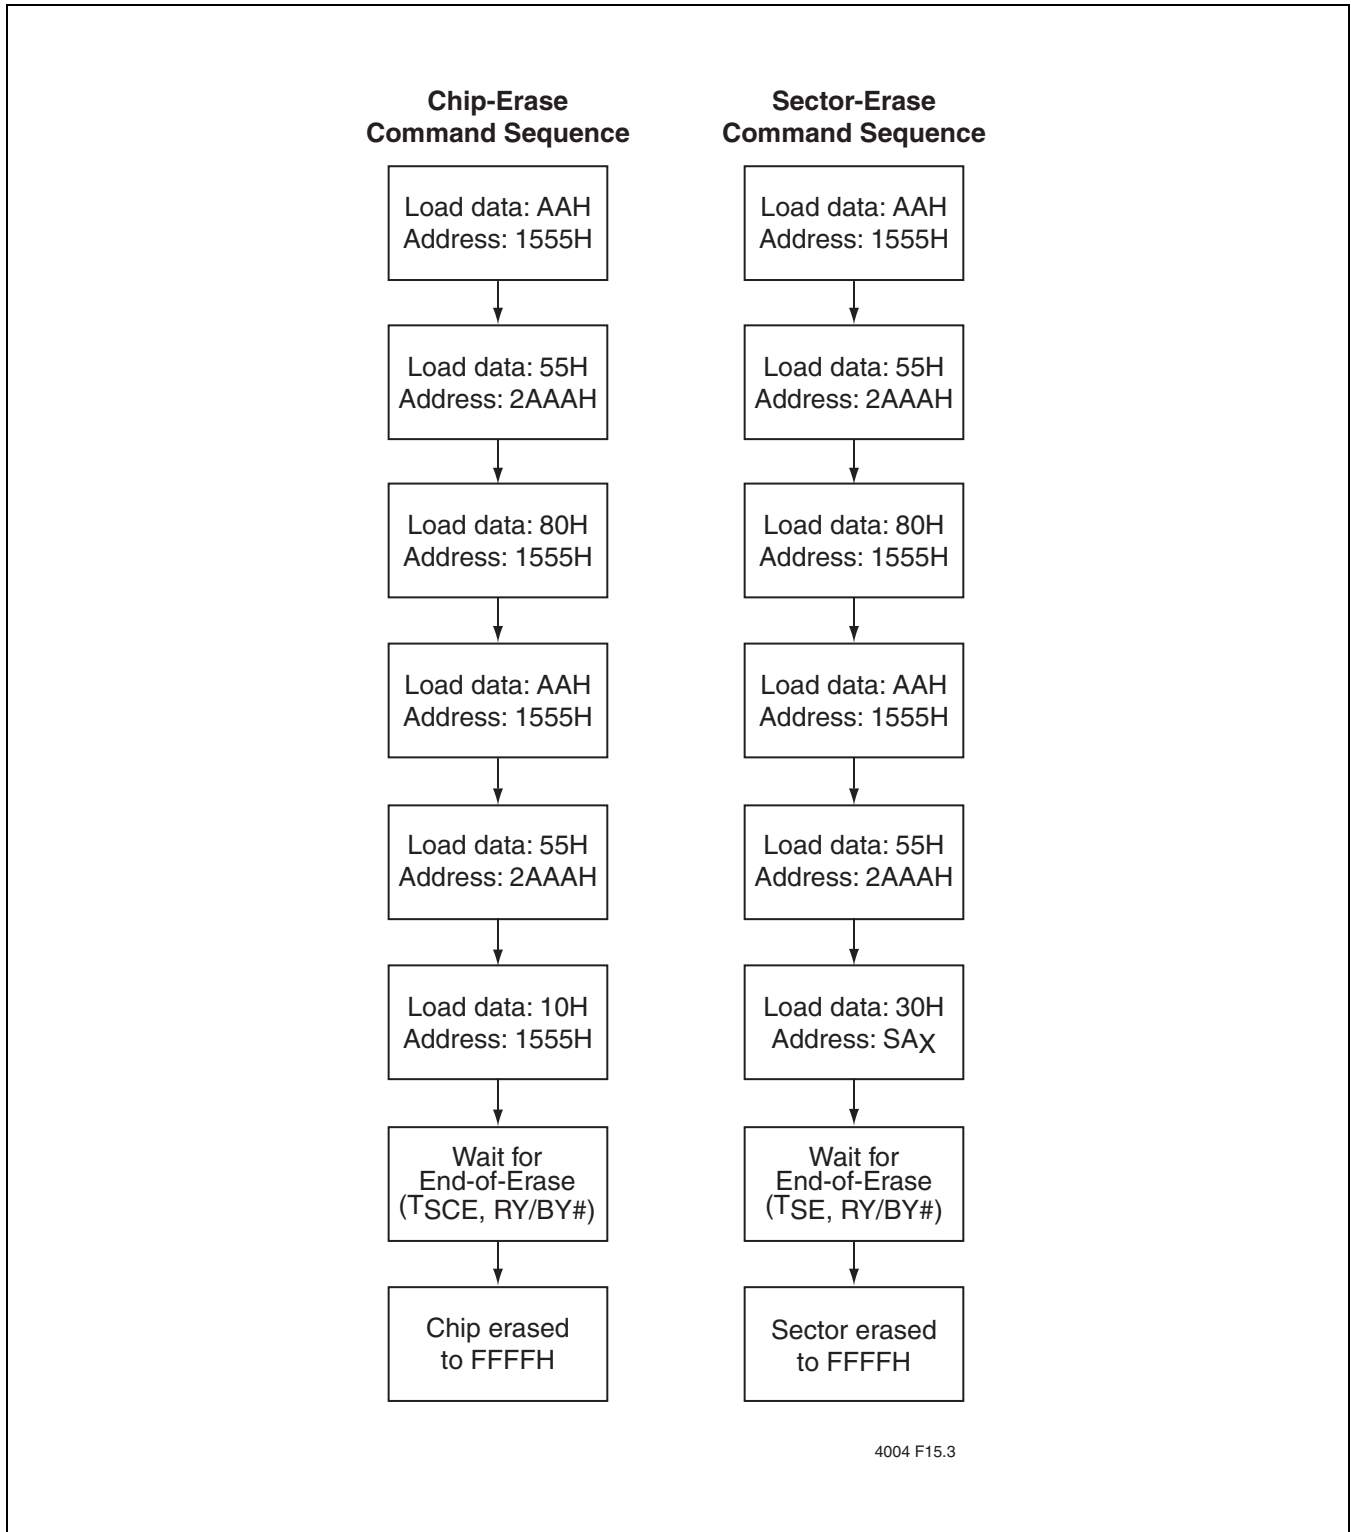 Chip-Erase
Command Sequence
Load data: AAH
Address: 1555H
Load data: 55H
Address: 2AAAH
Load data: 80H
Address: 1555H
Load data: AAH
Address: 1555H
Load data: 55H
Address: 2AAAH
Load data: 10H
Address: 1555H
Wait for
End-of-Erase
(TSCE, RY/BY#)
Chip erased
to FFFFH
Sector-Erase
Command Sequence
Load data: AAH
Address: 1555H
Load data: 55H
Address: 2AAAH
Load data: 80H
Address: 1555H
Load data: AAH
Address: 1555H
Load data: 55H
Address: 2AAAH
Load data: 30H
Address: SAX
Wait for
End-of-Erase
(TSE, RY/BY#)
Sector erased
to FFFFH
4004 F15.3